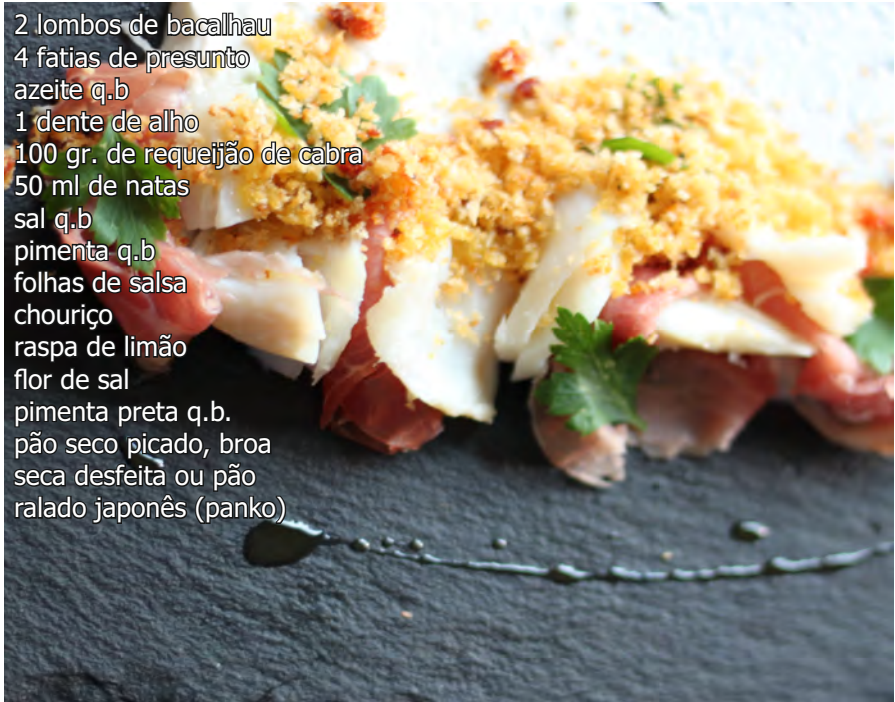 2 lombos de bacalhau
4 fatias de presunto
azeite q.b
1 dente de alho
100 gr. de requeijão de cabra
50 ml de natas
sal q.b
pimenta q.b
folhas de salsa
chouriço
raspa de limão
flor de sal
pimenta preta q.b.
pão seco picado, broa
seca desfeita ou pão
ralado japonês (panko)